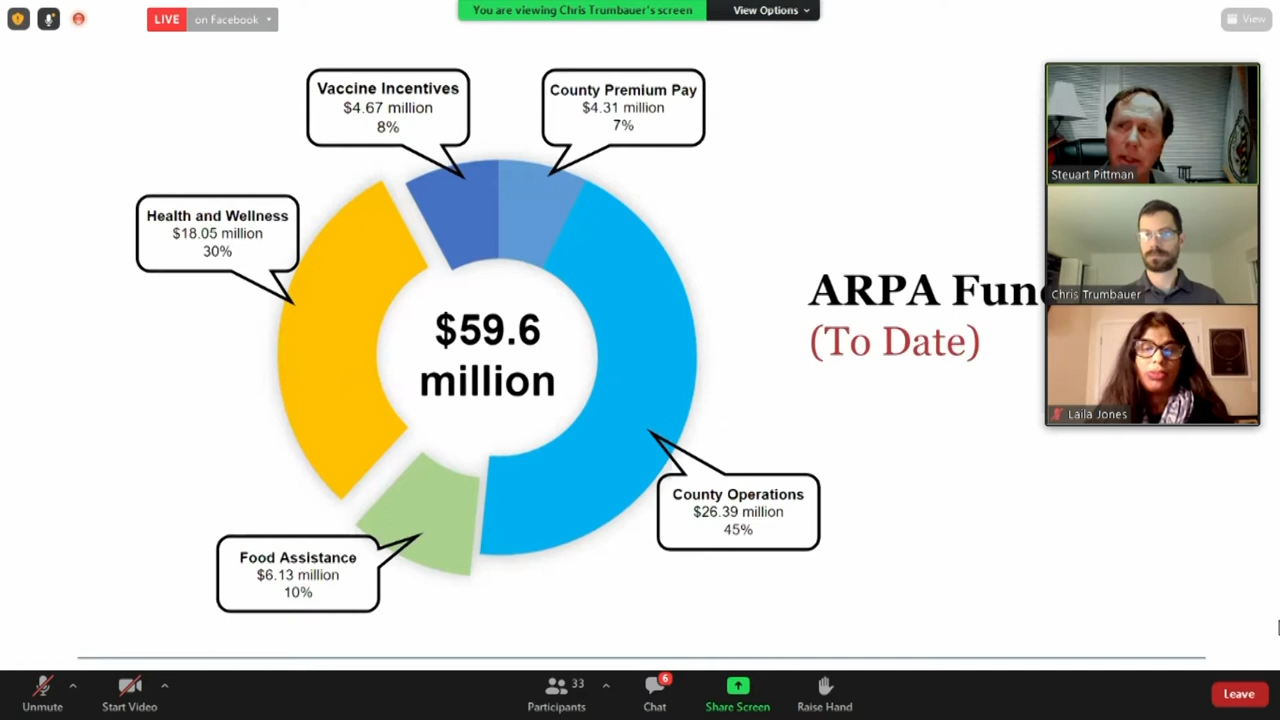 LIVE on Facebook
You are viewing Chris Trumbauer's screen
View Options
View
Vaccine Incentives
$4.67 million
8%
County Premium Pay
$4.31 million
7%
Health and Wellness
$18.05 million
30%
$59.6
million
ARPA Fun
(To Date)
County Operations
$26.39 million
45%
Food Assistance
$6.13 million
10%
Steuart Pittman
Chris Trumbauer
Laila Jones
Unmute
Start Video
33
Participants
6
Chat
Share Screen
Raise Hand
Leave